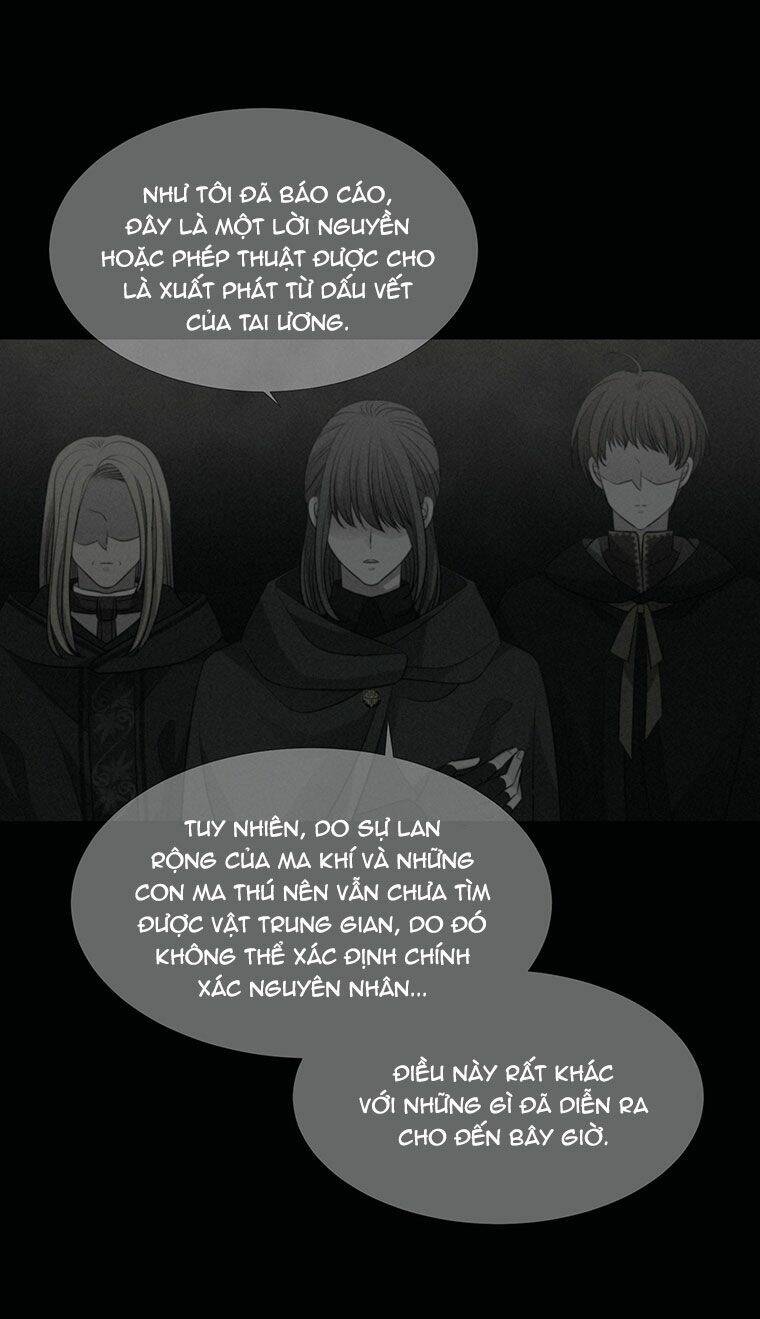 NHƯ TÔI ĐÃ BÁO CÁO,
ĐÂY LÀ MỘT LỜI NGUYỀN
HOẶC PHÉP THUẬT ĐƯỢC CHO
LÀ XUẤT PHÁT TỪ DẤU VẾT
CỦA TAI ƯƠNG.
TUY NHIÊN, DO SỰ LAN
RỘNG CỦA MA KHÍ VÀ NHỮNG
CON MA THÚ NÊN VẪN CHƯA TÌM
ĐƯỢC VẬT TRUNG GIAN, DO ĐÓ
KHÔNG THỂ XÁC ĐỊNH CHÍNH
XÁC NGUYÊN NHÂN...
ĐIỀU NÀY RẤT KHÁC
VỚI NHỮNG GÌ ĐÃ DIỄN RA
CHO ĐẾN BÂY GIỜ.